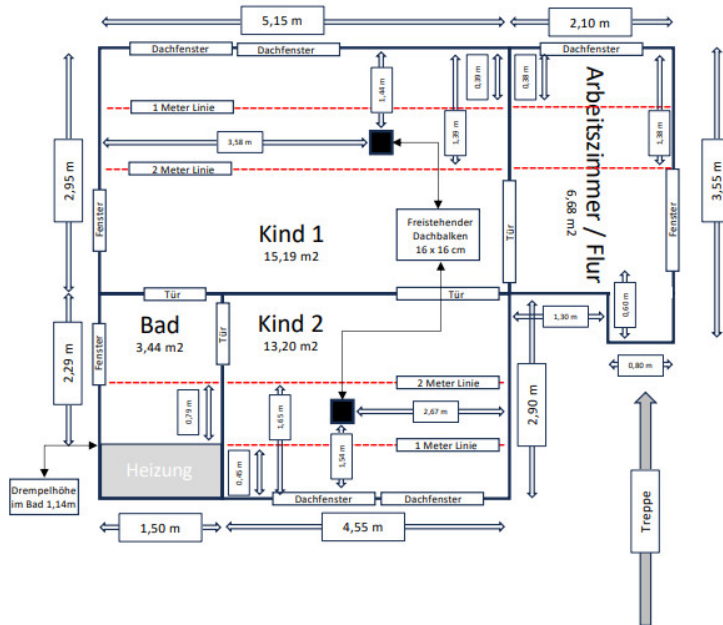 5,15 m
2,10 m
Dachfenster
Dachfenster
Dachfenster
1,44 m
1,39 m
0,39 m
0,38 m
1,38 m
1 Meter Linie
3,58 m
2 Meter Linie
2,95 m
3,55 m
Fenster
Kind 1
15,19 m2
Freistehender
Dachbalken
16 x 16 cm
Tür
Arbeitszimmer / Flur
6,68 m2
Fenster
Tür
Tür
Bad
3,44 m2
Tür
Kind 2
13,20 m2
1,30 m
0,60 m
0,80 m
2,29 m
Fenster
2 Meter Linie
0,79 m
1,65 m
2,67 m
2,90 m
1 Meter Linie
0,45 m
1,54 m
Heizung
Drempelhöhe
im Bad 1,14m
Dachfenster
Dachfenster
1,50 m
4,55 m
Treppe